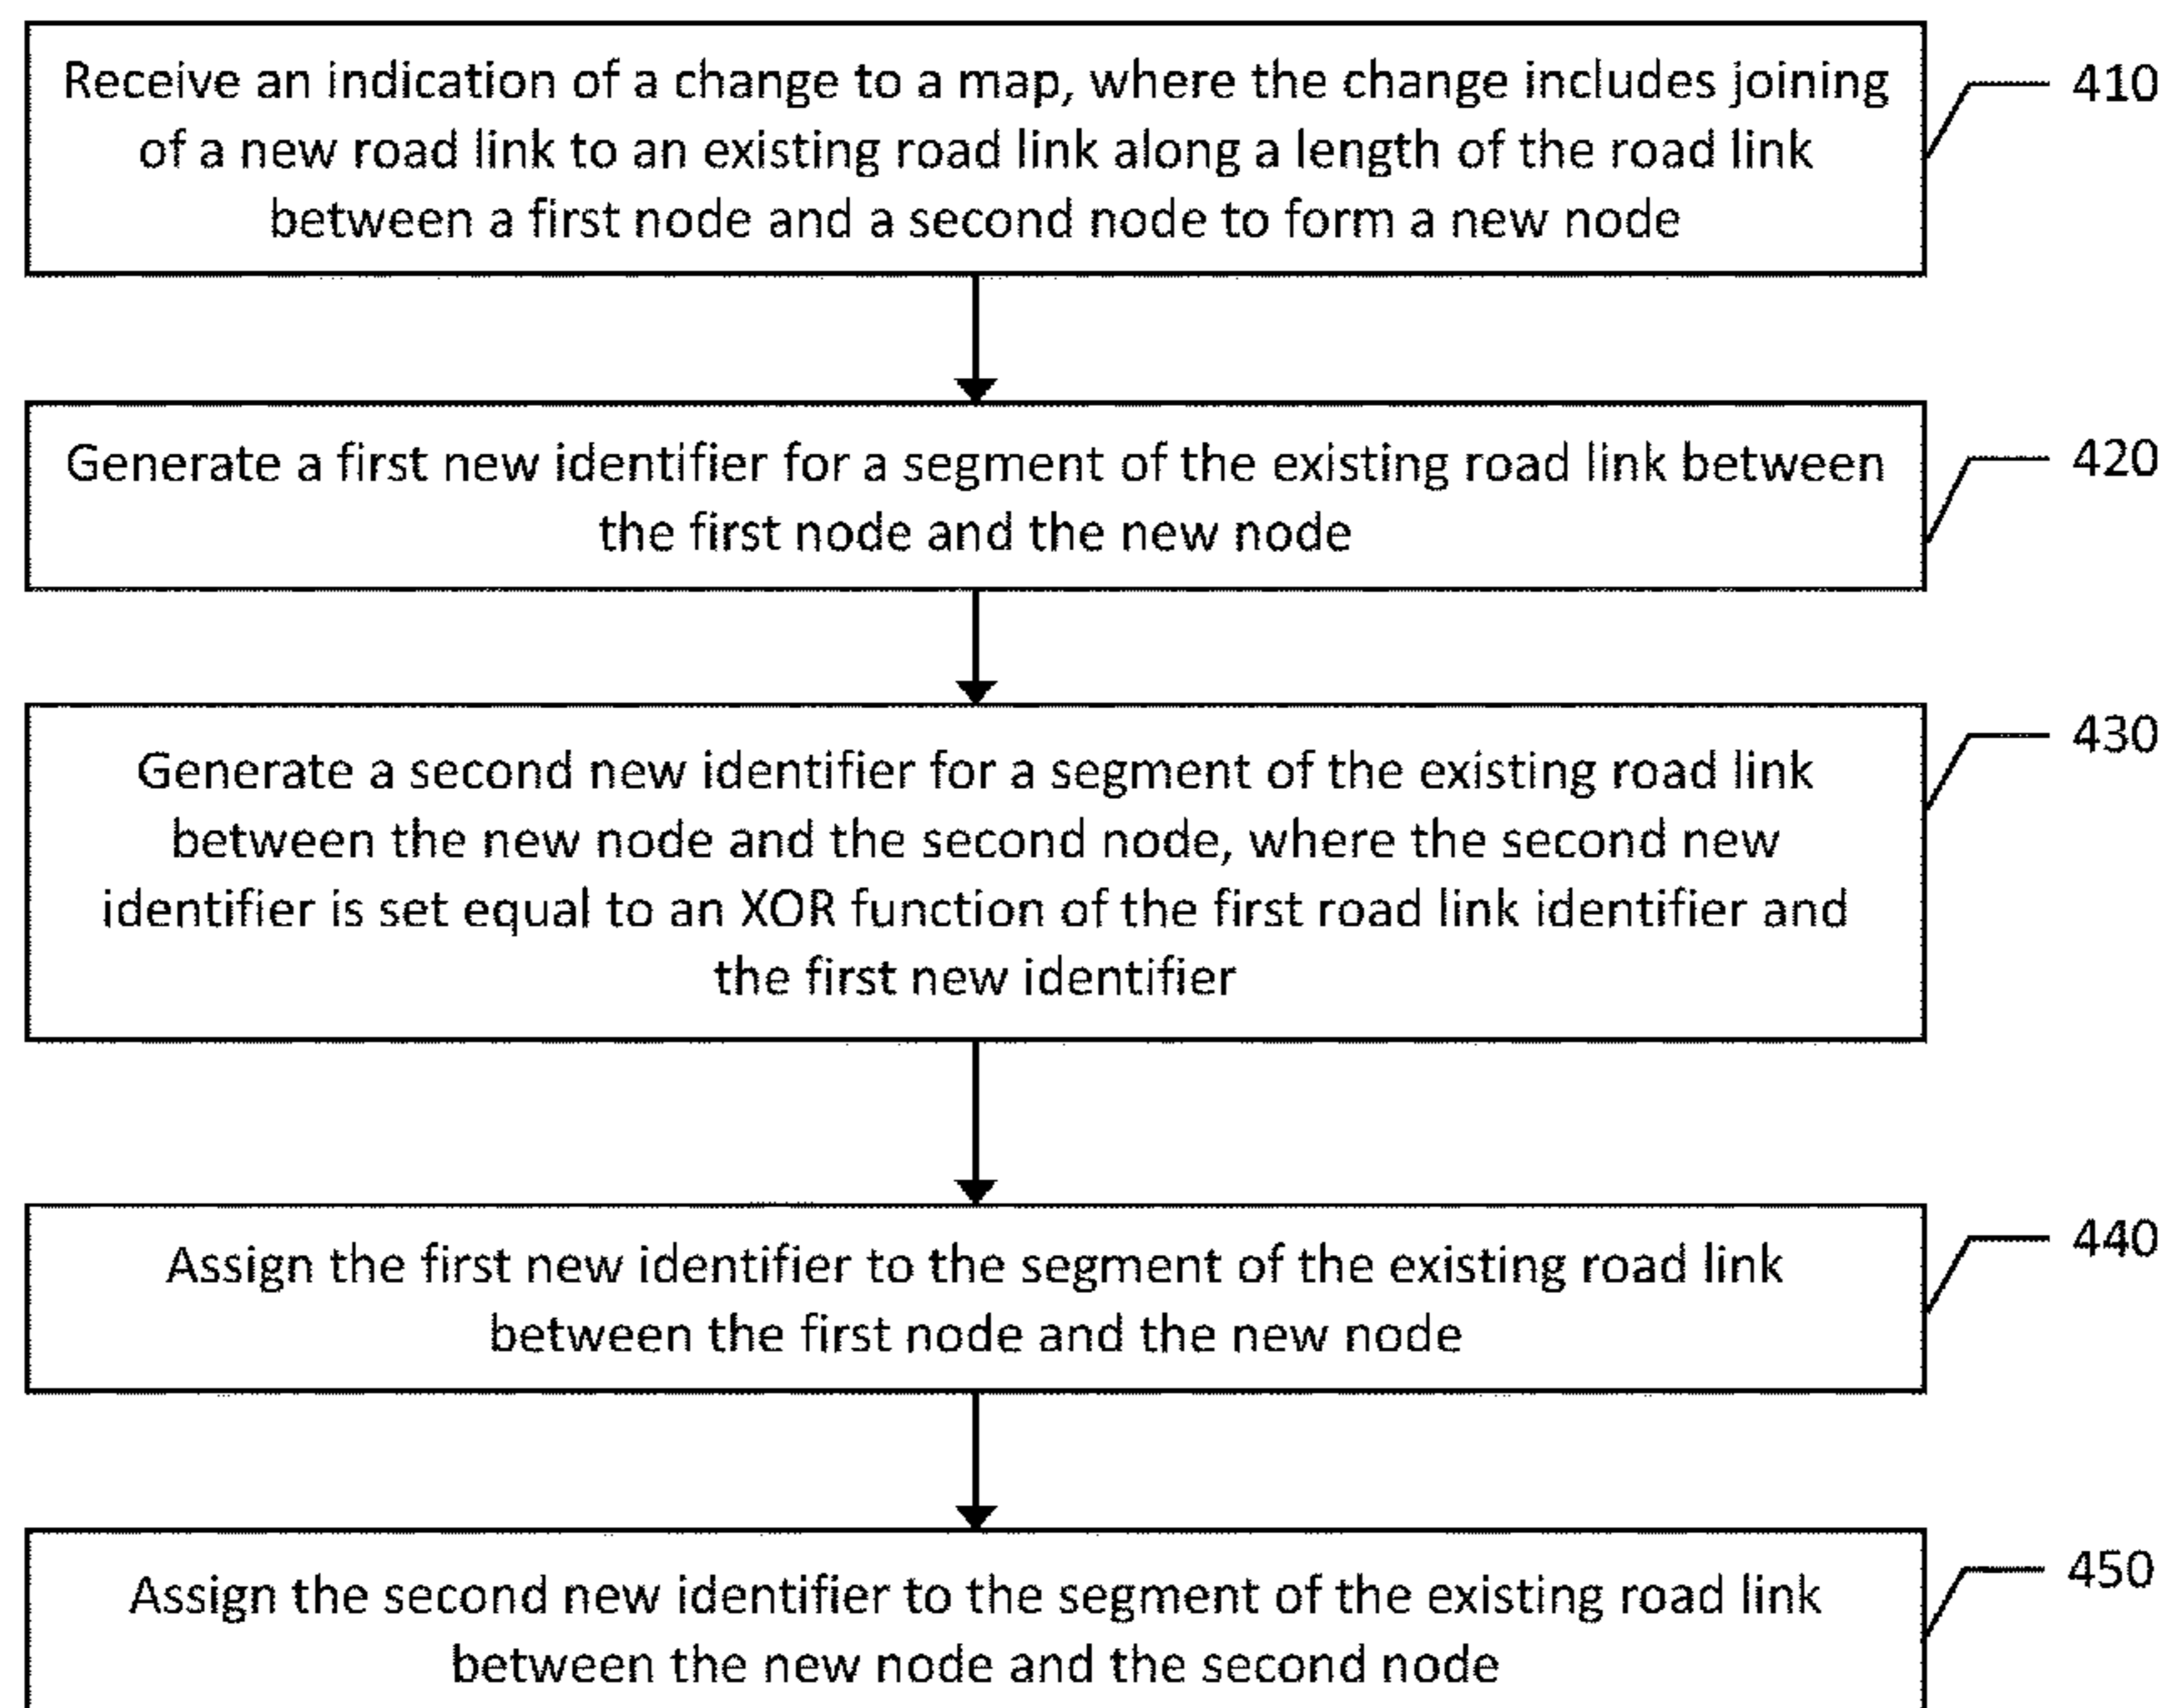 Receive an indication of a change to a map, where the change includes joining
of a new road link to an existing road link along a length of the road link
between a first node and a second node to form a new node
410
Generate a first new identifier for a segment of the existing road link between
the first node and the new node
420
Generate a second new identifier for a segment of the existing road link
between the new node and the second node, where the second new
identifier is set equal to an XOR function of the first road link identifier and
the first new identifier
430
Assign the first new identifier to the segment of the existing road link
between the first node and the new node
440
Assign the second new identifier to the segment of the existing road link
between the new node and the second node
450